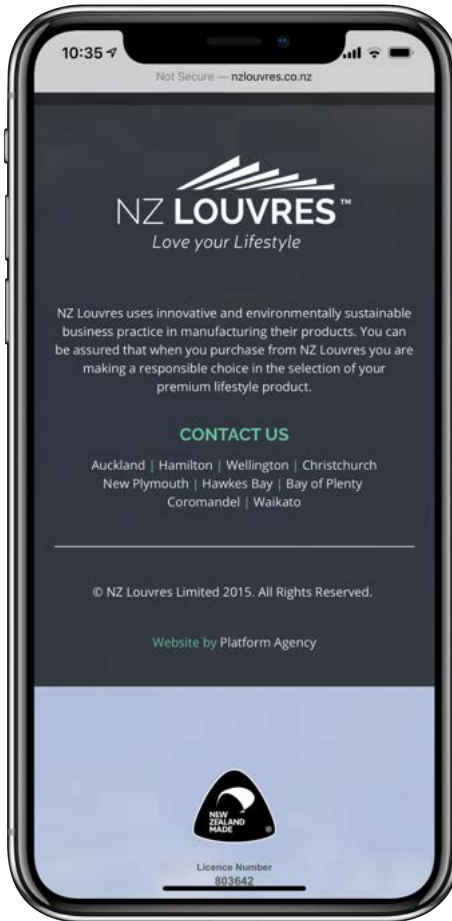 10:35
Not Secure — nzlouvres.co.nz
NZ LOUVRES™
Love your Lifestyle
NZ Louvres uses innovative and environmentally sustainable
business practice in manufacturing their products. You can
be assured that when you purchase from NZ Louvres you are
making a responsible choice in the selection of your
premium lifestyle product.
CONTACT US
Auckland | Hamilton | Wellington | Christchurch
New Plymouth | Hawkes Bay | Bay of Plenty
Coromandel | Waikato
© NZ Louvres Limited 2015. All Rights Reserved.
Website by Platform Agency
NEW
ZEALAND
MADE ®
Licence Number
803642